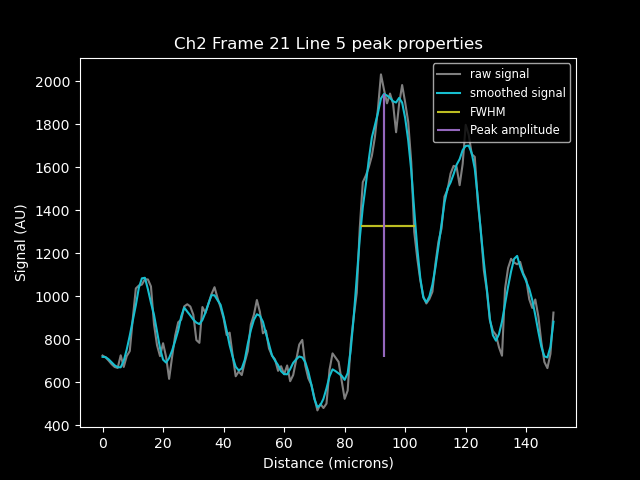 Ch2 Frame 21 Line 5 peak properties
raw signal
smoothed signal
FWHM
Peak amplitude
Signal (AU)
2000
1800
1600
1400
1200
1000
800
600
400
0 20 40 60 80 100 120 140
Distance (microns)